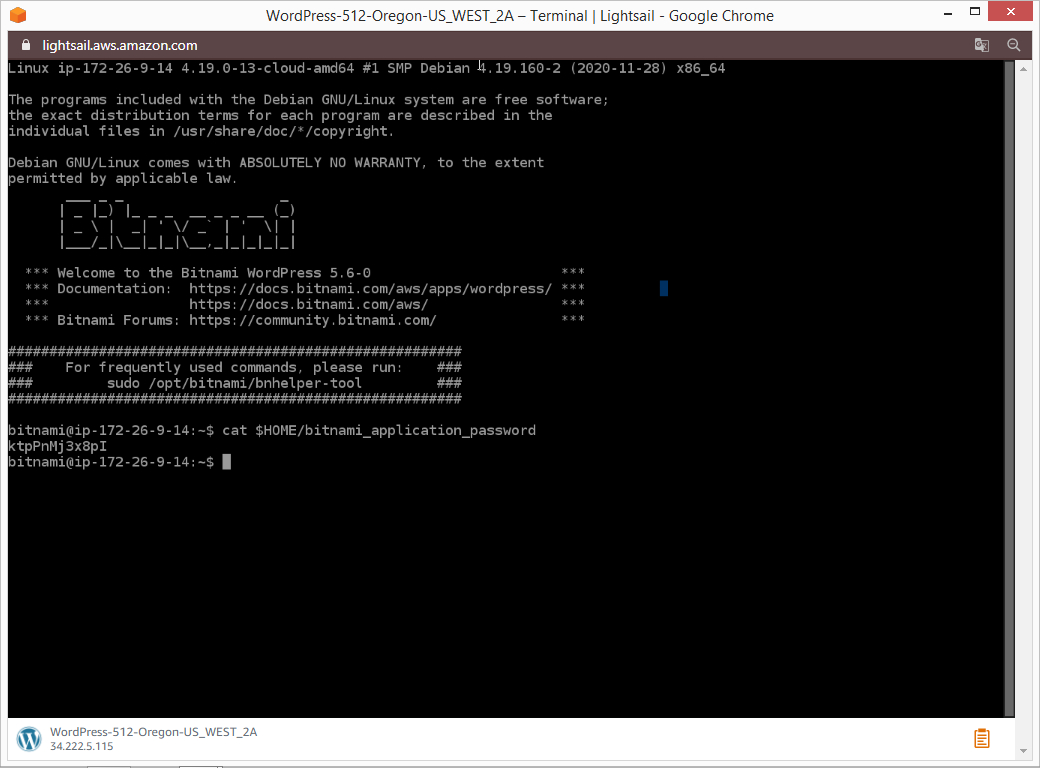 WordPress-512-Oregon-US_WEST_2A – Terminal | Lightsail - Google Chrome
lightsail.aws.amazon.com
Linux ip-172-26-9-14 4.19.0-13-cloud-amd64 #1 SMP Debian 4.19.160-2 (2020-11-28) x86_64
The programs included with the Debian GNU/Linux system are free software;
the exact distribution terms for each program are described in the
individual files in /usr/share/doc/*/copyright.
Debian GNU/Linux comes with ABSOLUTELY NO WARRANTY, to the extent
permitted by applicable law.
Bitnami
*** Welcome to the Bitnami WordPress 5.6-0 ***
*** Documentation: https://docs.bitnami.com/aws/apps/wordpress/ ***
*** https://docs.bitnami.com/aws/ ***
*** Bitnami Forums: https://community.bitnami.com/ ***
#######################################################
### For frequently used commands, please run: ###
### sudo /opt/bitnami/bnhelper-tool ###
#######################################################
bitnami@ip-172-26-9-14:~$ cat $HOME/bitnami_application_password
ktpPnMj3x8pI
bitnami@ip-172-26-9-14:~$
WordPress-512-Oregon-US_WEST_2A
34.222.5.115